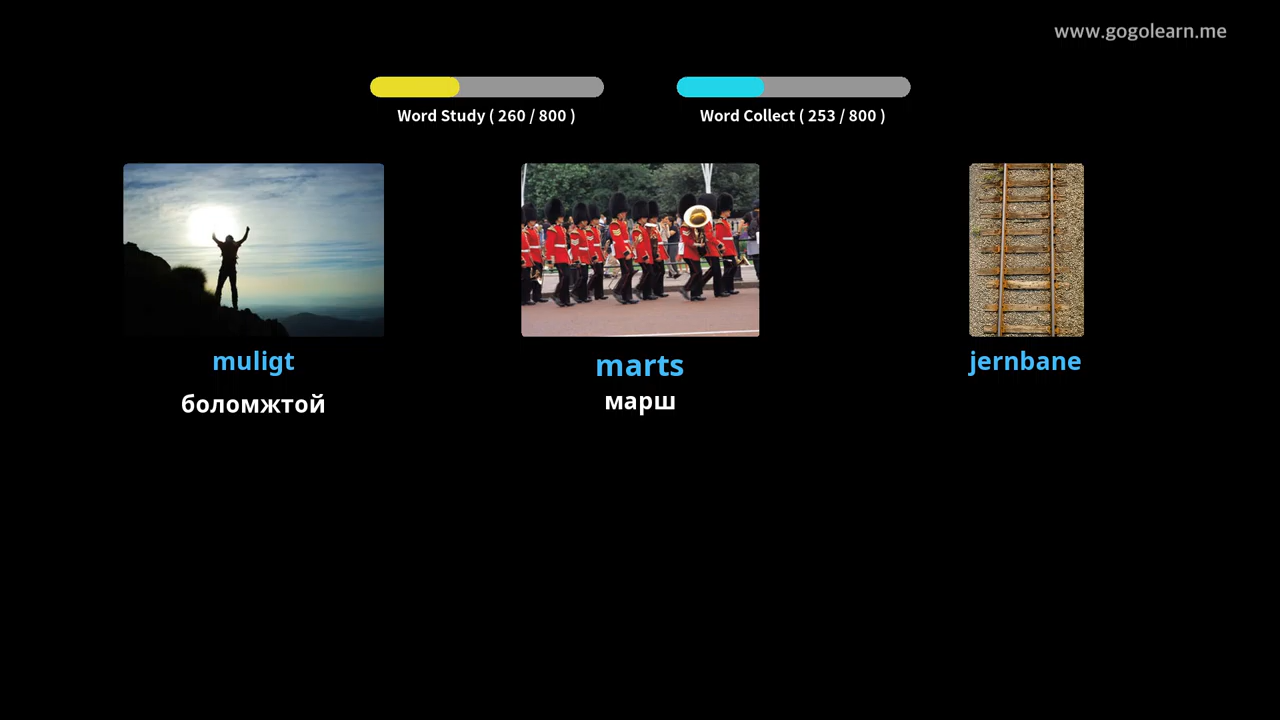 www.gogolearn.me
Word Study ( 260 / 800 )
Word Collect ( 253 / 800 )
muligt
marts
jernbane
боломжтой
марш